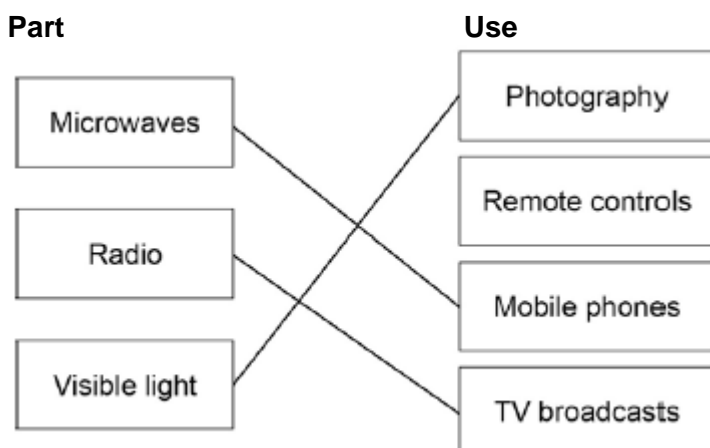 Part
Use
Microwaves
Radio
Visible light
Photography
Remote controls
Mobile phones
TV broadcasts